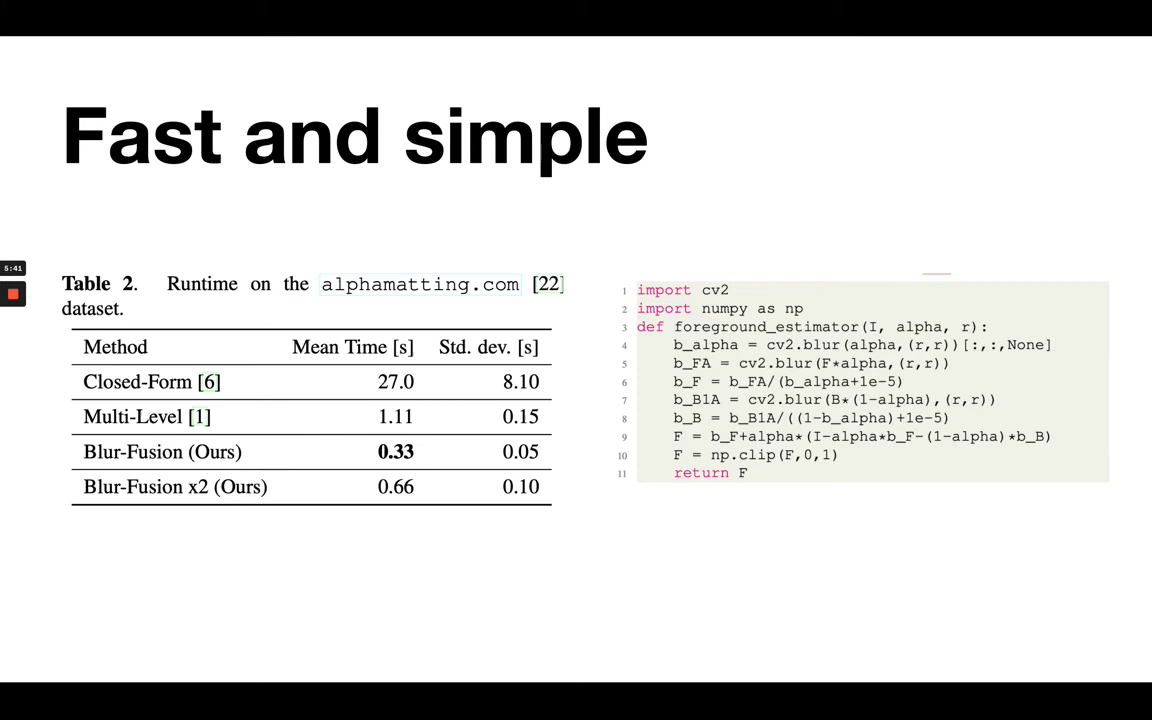 Fast and simple
5:41
Table 2. Runtime on the alphamatting.com [22]
dataset.
Method Mean Time [s] Std. dev. [s]
Closed-Form [6] 27.0 8.10
Multi-Level [1] 1.11 0.15
Blur-Fusion (Ours) 0.33 0.05
Blur-Fusion x2 (Ours) 0.66 0.10
1 import cv2
2 import numpy as np
3 def foreground_estimator(I, alpha, r):
4 b_alpha = cv2.blur(alpha,(r,r))[:,:,None]
5 b_FA = cv2.blur(F*alpha,(r,r))
6 b_F = b_FA/(b_alpha+1e-5)
7 b_B1A = cv2.blur(B*(1-alpha),(r,r))
8 b_B = b_B1A/((1-b_alpha)+1e-5)
9 F = b_F+alpha*(I-alpha*b_F-(1-alpha)*b_B)
10 F = np.clip(F,0,1)
11 return F